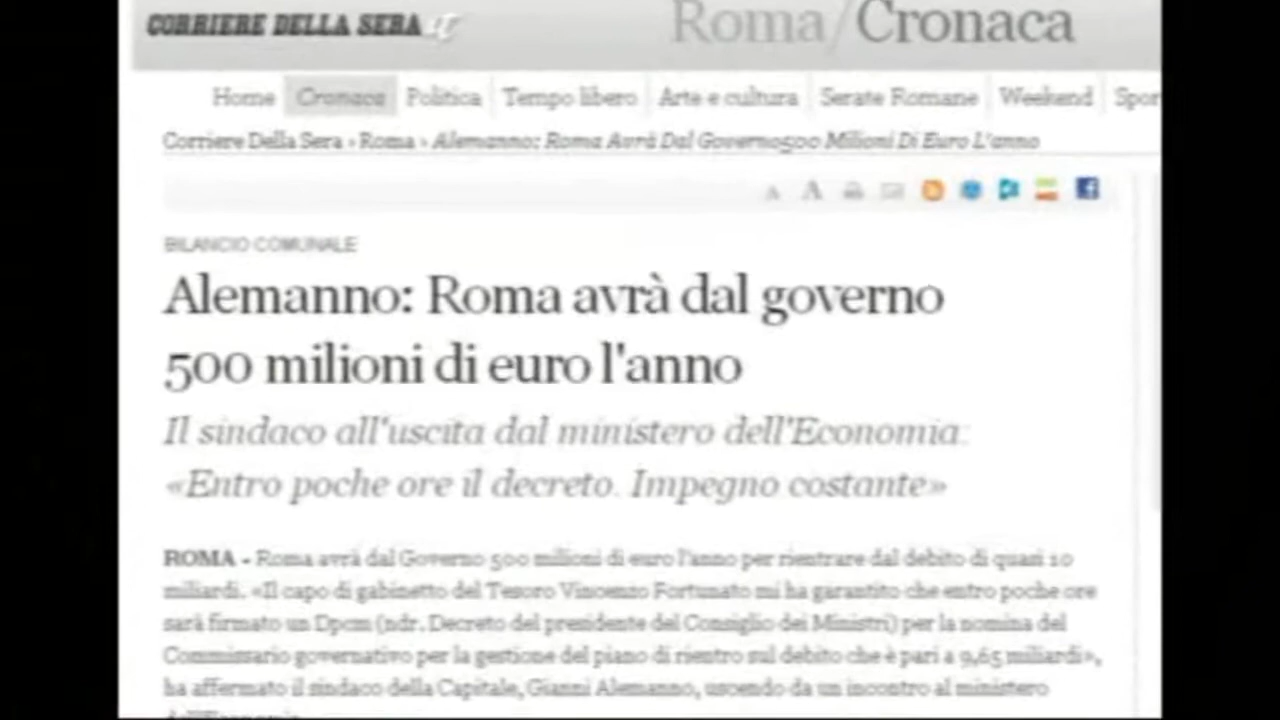 CORRIERE DELLA SERA.it
Roma/Cronaca
Home Cronaca Politica Tempo libero Arte e cultura Serate Romane Weekend Spor
Corriere Della Sera > Roma > Alemanno: Roma Avrà Dal Governo500 Milioni Di Euro L'anno
A A
BILANCIO COMUNALE
Alemanno: Roma avrà dal governo
500 milioni di euro l'anno
Il sindaco all'uscita dal ministero dell'Economia:
«Entro poche ore il decreto. Impegno costante»
ROMA - Roma avrà dal Governo 500 milioni di euro l'anno per rientrare dal debito di quasi 10
miliardi. «Il capo di gabinetto del Tesoro Vincenzo Fortunato mi ha garantito che entro poche ore
sarà firmato un Dpcm (ndr. Decreto del presidente del Consiglio dei Ministri) per la nomina del
Commissario governativo per la gestione del piano di rientro sul debito che è pari a 9,65 miliardi»,
ha affermato il sindaco della Capitale, Gianni Alemanno, uscendo da un incontro al ministero
dell'Economia